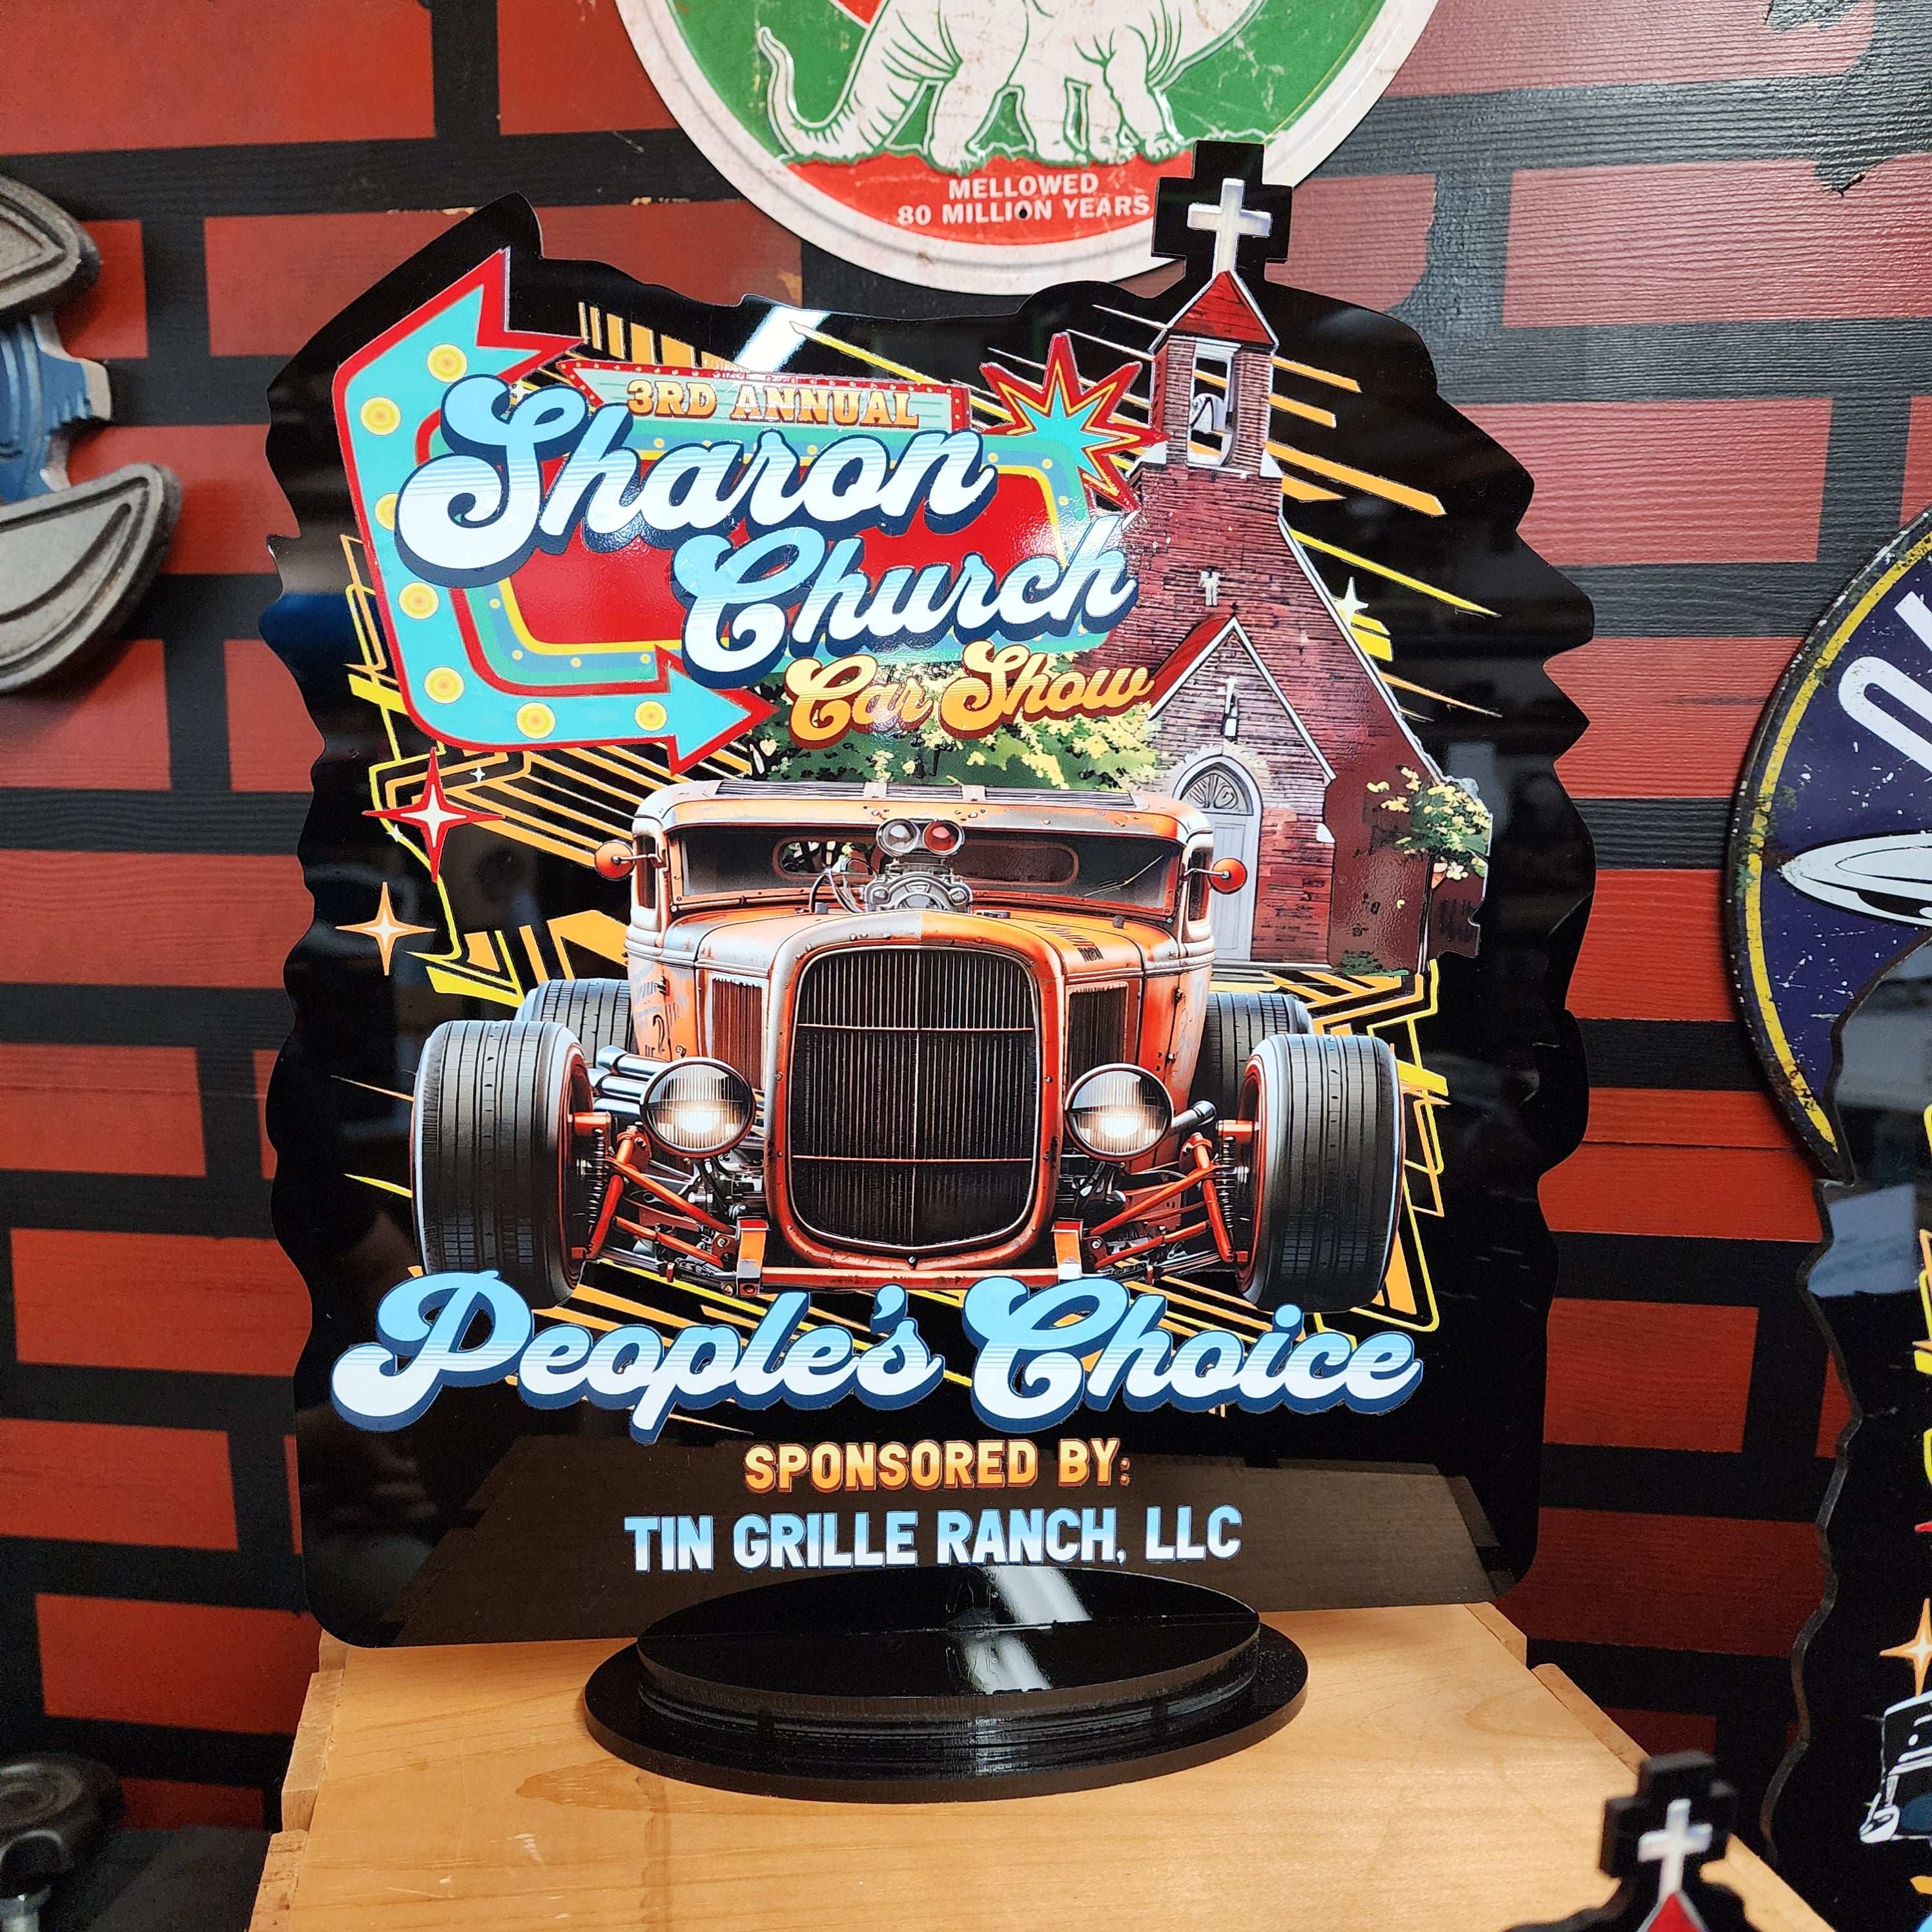 MELLOWED
80 MILLION YEARS
3RD ANNUAL
Sharon
Church
Car Show
People's Choice
SPONSORED BY:
TIN GRILLE RANCH, LLC